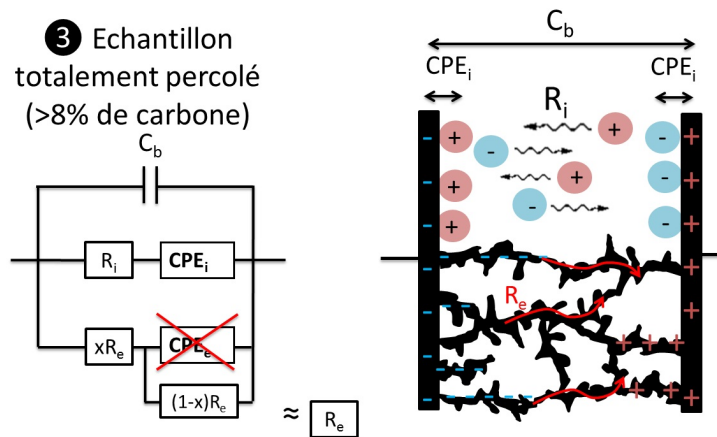 3 Echantillon
totalement percolé
(>8% de carbone)
C_b
R_i CPE_i
xR_e CPE_e
(1-x)R_e
≈ R_e
C_b
CPE_i CPE_i
R_i
- + - + +
- + - +
- + - - +
- + - +
R_e
+ + +
+ + +